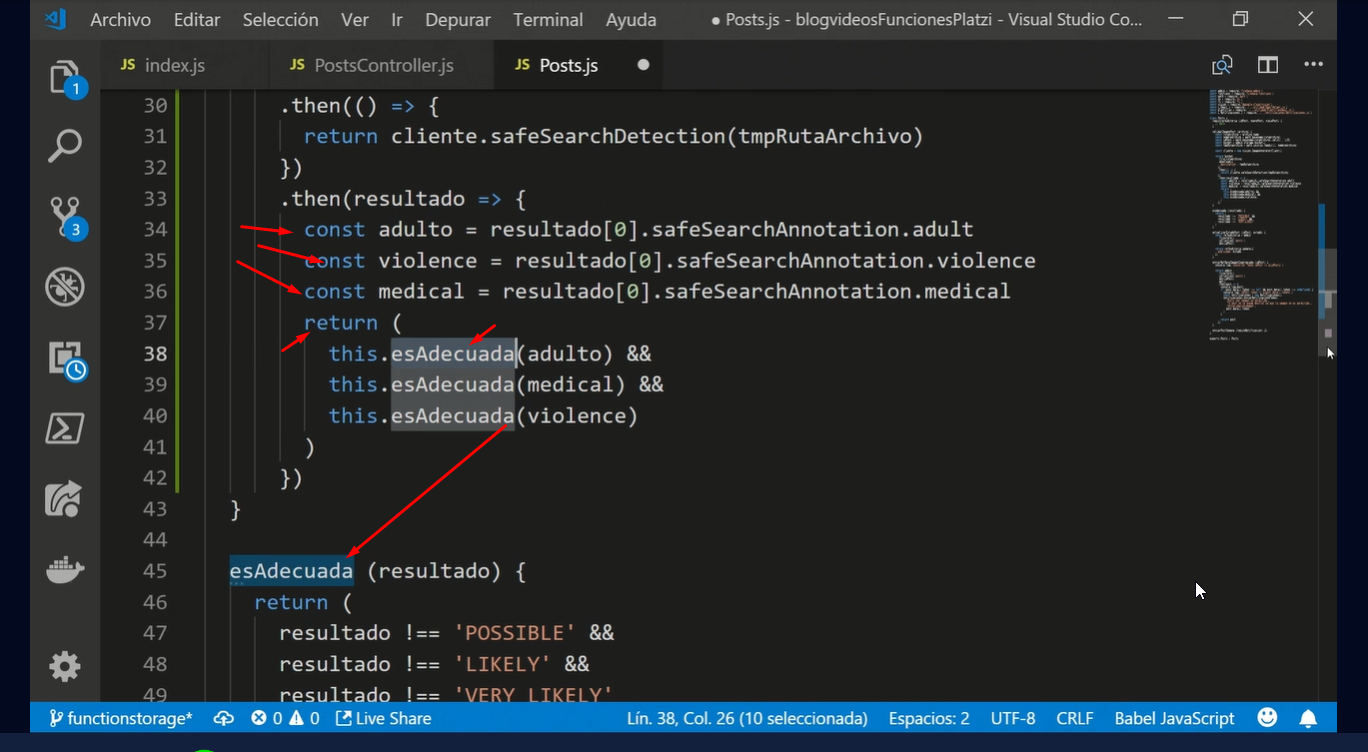 Archivo Editar Selección Ver Ir Depurar Terminal Ayuda ● Posts.js - blogvideosFuncionesPlatzi - Visual Studio Co...
JS index.js JS PostsController.js JS Posts.js
1
3
30 .then(() => {
31 return cliente.safeSearchDetection(tmpRutaArchivo)
32 })
33 .then(resultado => {
34 const adulto = resultado[0].safeSearchAnnotation.adult
35 const violence = resultado[0].safeSearchAnnotation.violence
36 const medical = resultado[0].safeSearchAnnotation.medical
37 return (
38 this.esAdecuada(adulto) &&
39 this.esAdecuada(medical) &&
40 this.esAdecuada(violence)
41 )
42 })
43 }
44
45 esAdecuada (resultado) {
46 return (
47 resultado !== 'POSSIBLE' &&
48 resultado !== 'LIKELY' &&
49 resultado !== 'VERY_LIKELY'
functionstorage* 0 0 Live Share Lín. 38, Col. 26 (10 seleccionada) Espacios: 2 UTF-8 CRLF Babel JavaScript